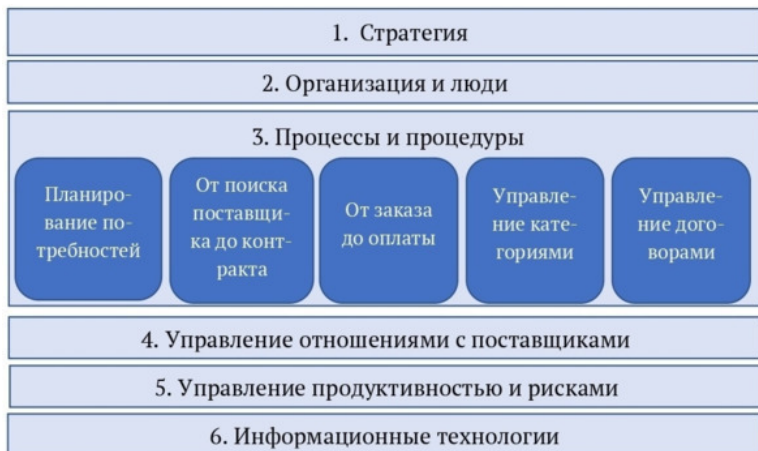 1. Стратегия
2. Организация и люди
3. Процессы и процедуры
Планиро-
вание по-
требностей
От поиска
поставщи-
ка до конт-
ракта
От заказа
до оплаты
Управле-
ние кате-
гориями
Управле-
ние дого-
ворами
4. Управление отношениями с поставщиками
5. Управление продуктивностью и рисками
6. Информационные технологии